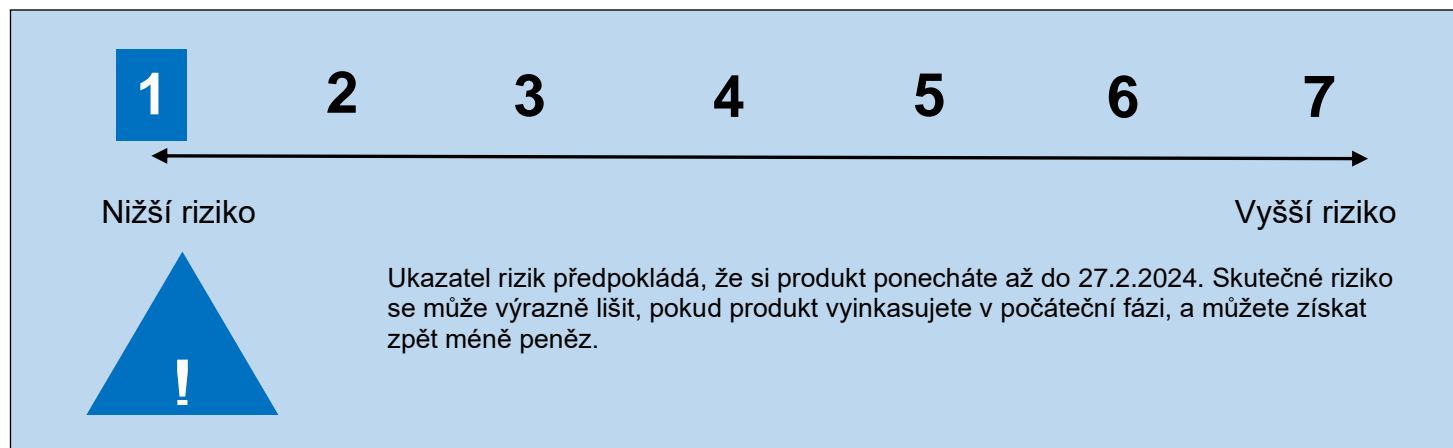 1 2 3 4 5 6 7
Nižší riziko Vyšší riziko
Ukazatel rizik předpokládá, že si produkt ponecháte až do 27.2.2024. Skutečné riziko
se může výrazně lišit, pokud produkt vyinkasujete v počáteční fázi, a můžete získat
zpět méně peněz.
!